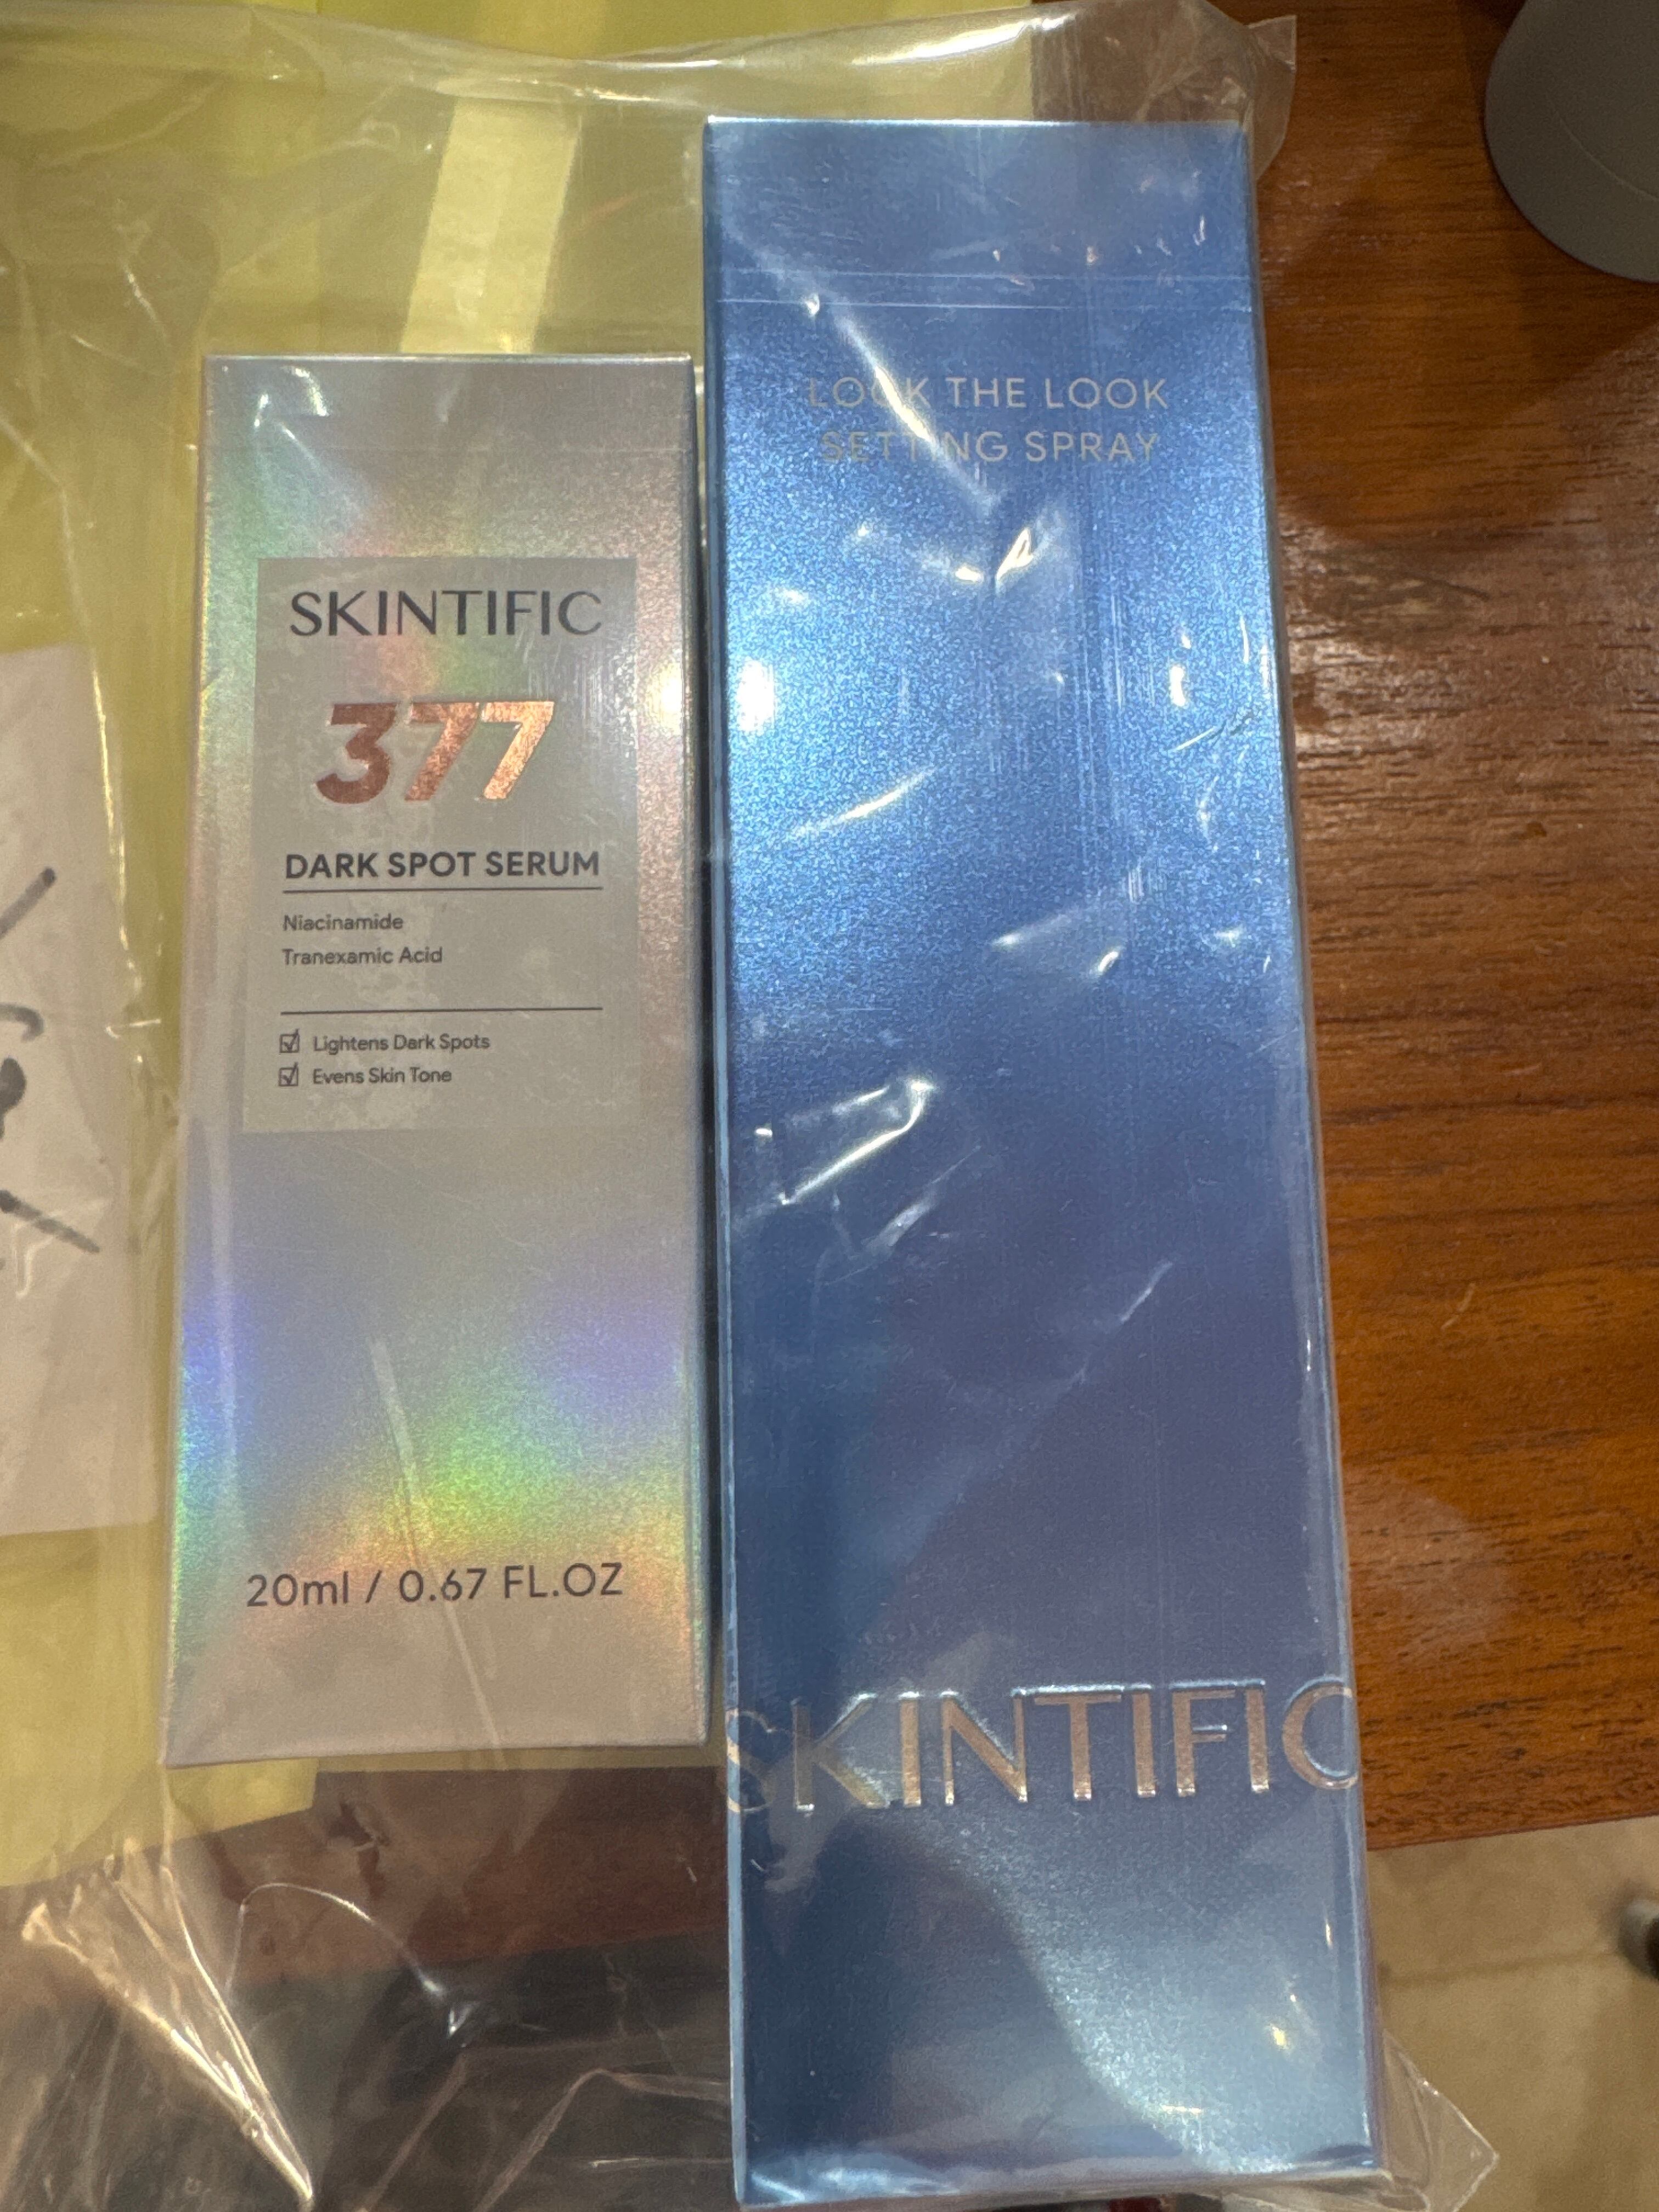 SKINTIFIC
377
DARK SPOT SERUM
Niacinamide
Tranexamic Acid
Lightens Dark Spots
Evens Skin Tone
20ml / 0.67 FL.OZ
LOCK THE LOOK
SETTING SPRAY
SKINTIFIC